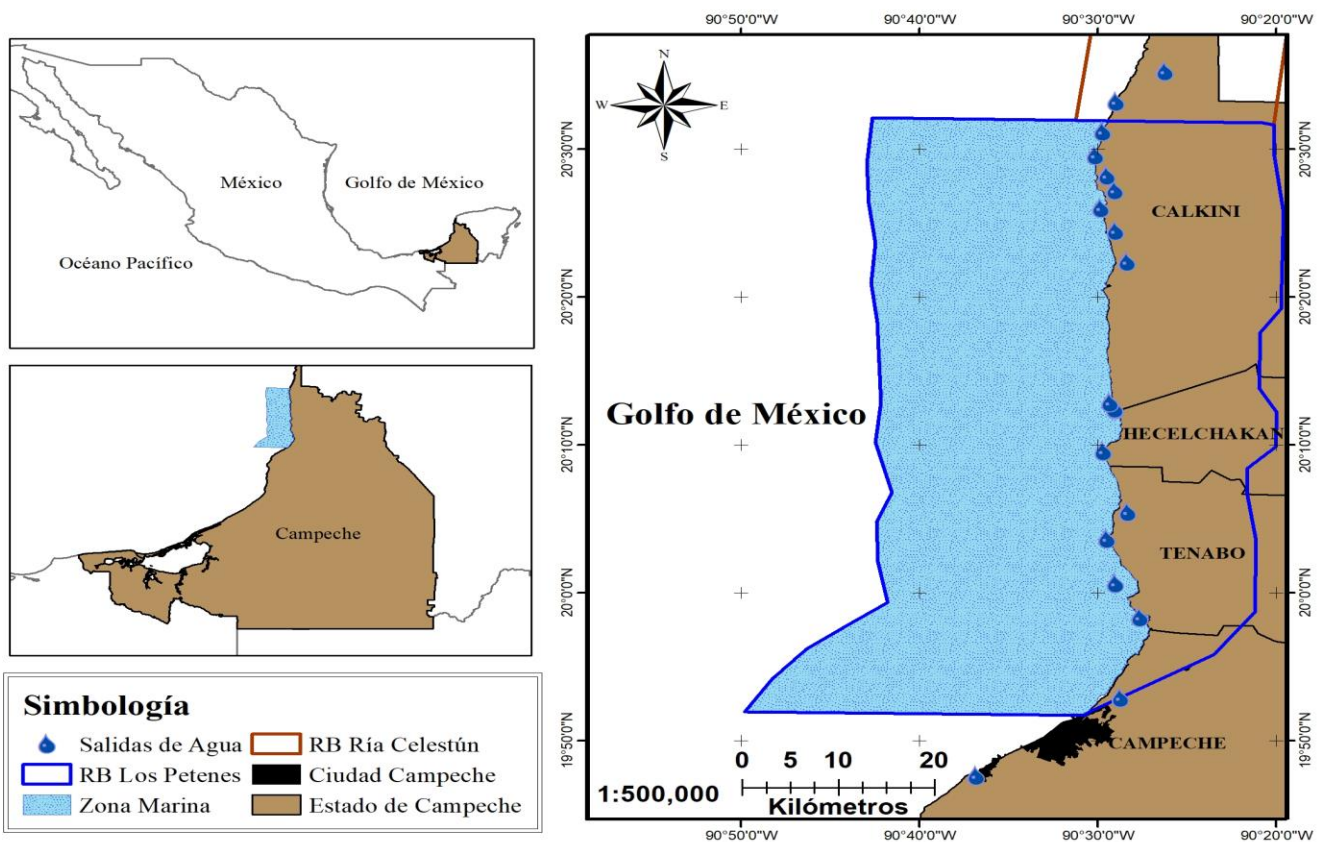 México
Golfo de México
Océano Pacífico
Campeche
Simbología
Salidas de Agua
RB Ría Celestún
RB Los Petenes
Ciudad Campeche
Zona Marina
Estado de Campeche
90°50'0"W
90°40'0"W
90°30'0"W
90°20'0"W
N
W
E
S
20°30'0"N
20°30'0"N
CALKINI
20°20'0"N
20°20'0"N
Golfo de México
HECELCHAKAN
20°10'0"N
20°10'0"N
TENABO
20°0'0"N
20°0'0"N
CAMPECHE
19°50'0"N
19°50'0"N
0 5 10 20
1:500,000
Kilómetros
90°50'0"W
90°40'0"W
90°30'0"W
90°20'0"W